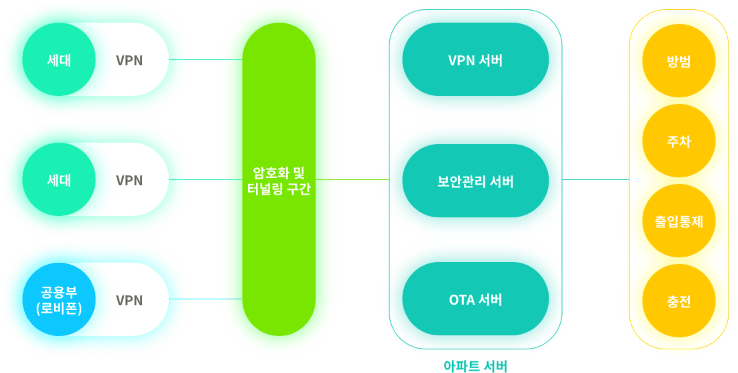 세대
VPN
세대
VPN
공용부
(로비폰)
VPN
암호화 및
터널링 구간
VPN 서버
보안관리 서버
OTA 서버
아파트 서버
방범
주차
출입통제
충전